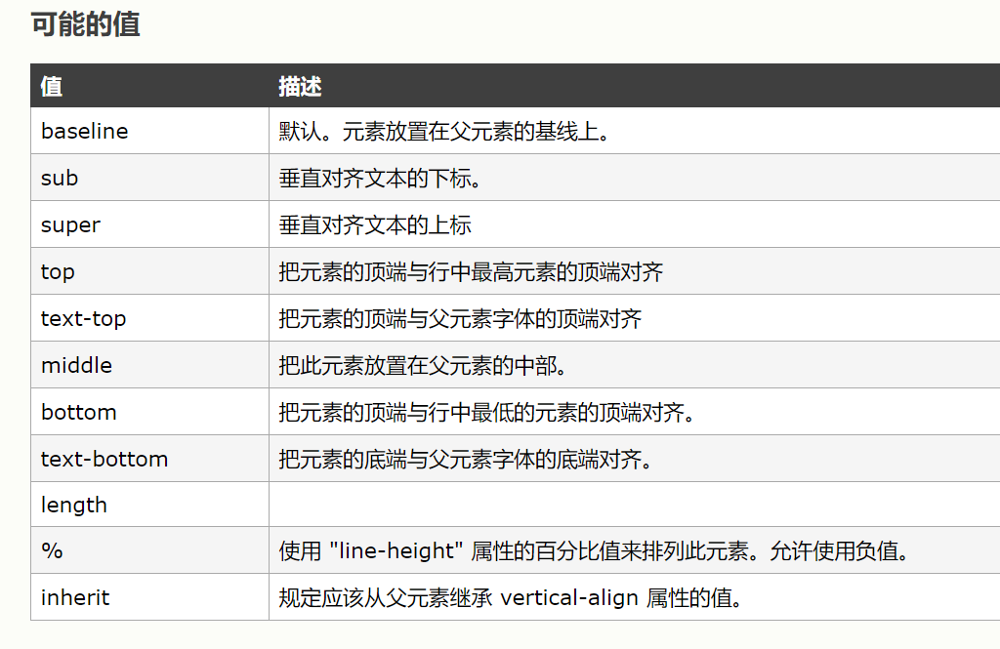 可能的值
值 描述
baseline 默认。元素放置在父元素的基线上。
sub 垂直对齐文本的下标。
super 垂直对齐文本的上标
top 把元素的顶端与行中最高元素的顶端对齐
text-top 把元素的顶端与父元素字体的顶端对齐
middle 把此元素放置在父元素的中部。
bottom 把元素的顶端与行中最低的元素的顶端对齐。
text-bottom 把元素的底端与父元素字体的底端对齐。
length
% 使用 "line-height" 属性的百分比值来排列此元素。允许使用负值。
inherit 规定应该从父元素继承 vertical-align 属性的值。